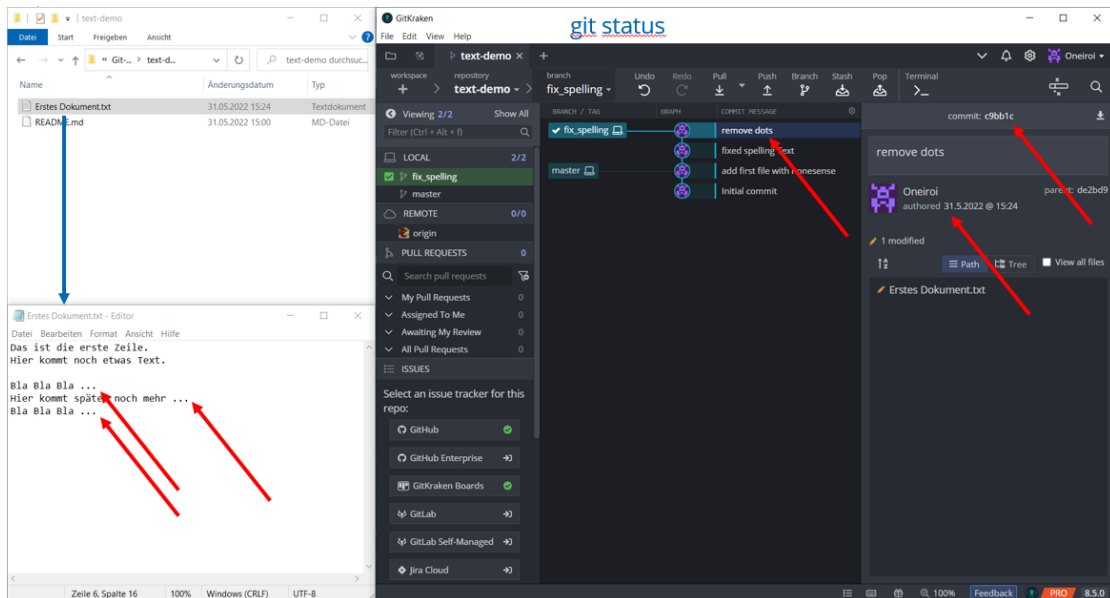 text-demo
Datei Start Freigeben Ansicht
« Git-... > text-d...
text-demo durchsuc...
Name Änderungsdatum Typ
Erstes Dokument.txt 31.05.2022 15:24 Textdokument
README.md 31.05.2022 15:00 MD-Datei
Erstes Dokument.txt - Editor
Datei Bearbeiten Format Ansicht Hilfe
Das ist die erste Zeile.
Hier kommt noch etwas Text.
Bla Bla Bla ...
Hier kommt später noch mehr ...
Bla Bla Bla ...
Zeile 6, Spalte 16 100% Windows (CRLF) UTF-8
GitKraken
git status
File Edit View Help
text-demo
Oneiroi
workspace repository branch Undo Redo Pull Push Branch Stash Pop Terminal
text-demo fix_spelling
Viewing 2/2 Show All
Filter (Ctrl + Alt + f)
LOCAL 2/2
fix_spelling
master
REMOTE 0/0
origin
PULL REQUESTS 0
Search pull requests
My Pull Requests 0
Assigned To Me 0
Awaiting My Review 0
All Pull Requests 0
ISSUES
Select an issue tracker for this
repo:
GitHub
GitHub Enterprise
GitKraken Boards
GitLab
GitLab Self-Managed
Jira Cloud
BRANCH / TAG GRAPH COMMIT MESSAGE
fix_spelling remove dots
fixed spelling Text
master add first file with nonesense
Initial commit
commit: c9bb1c
remove dots
Oneiroi
authored 31.5.2022 @ 15:24
parent: de2bd9
1 modified
Path Tree View all files
Erstes Dokument.txt
100% Feedback PRO 8.5.0